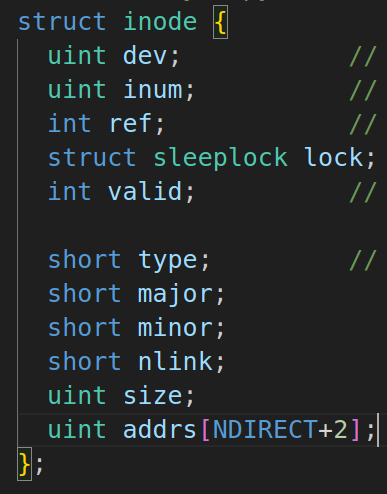 struct inode {
  uint dev;           //
  uint inum;          //
  int ref;            //
  struct sleeplock lock;
  int valid;          //
  short type;         //
  short major;
  short minor;
  short nlink;
  uint size;
  uint addrs[NDIRECT+2];
};